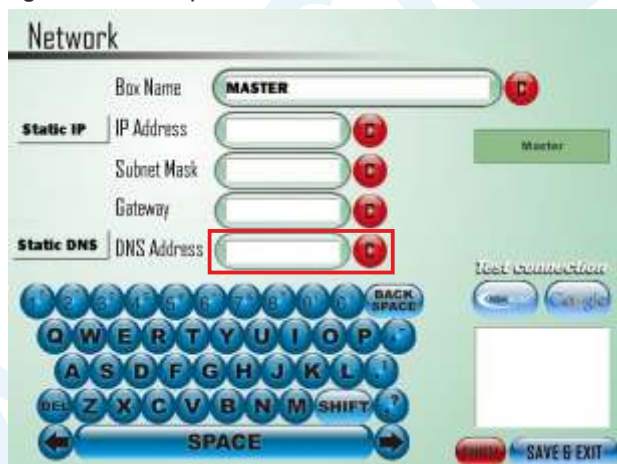 Network
Box Name MASTER C
Static IP IP Address C
Master
Subnet Mask C
Gateway C
Static DNS DNS Address C
Test connection
Google
1 2 3 4 5 6 7 8 9 0 BACK SPACE
Q W E R T Y U I O P
A S D F G H J K L
DEL Z X C V B N M SHIFT ?
SPACE
SAVE & EXIT